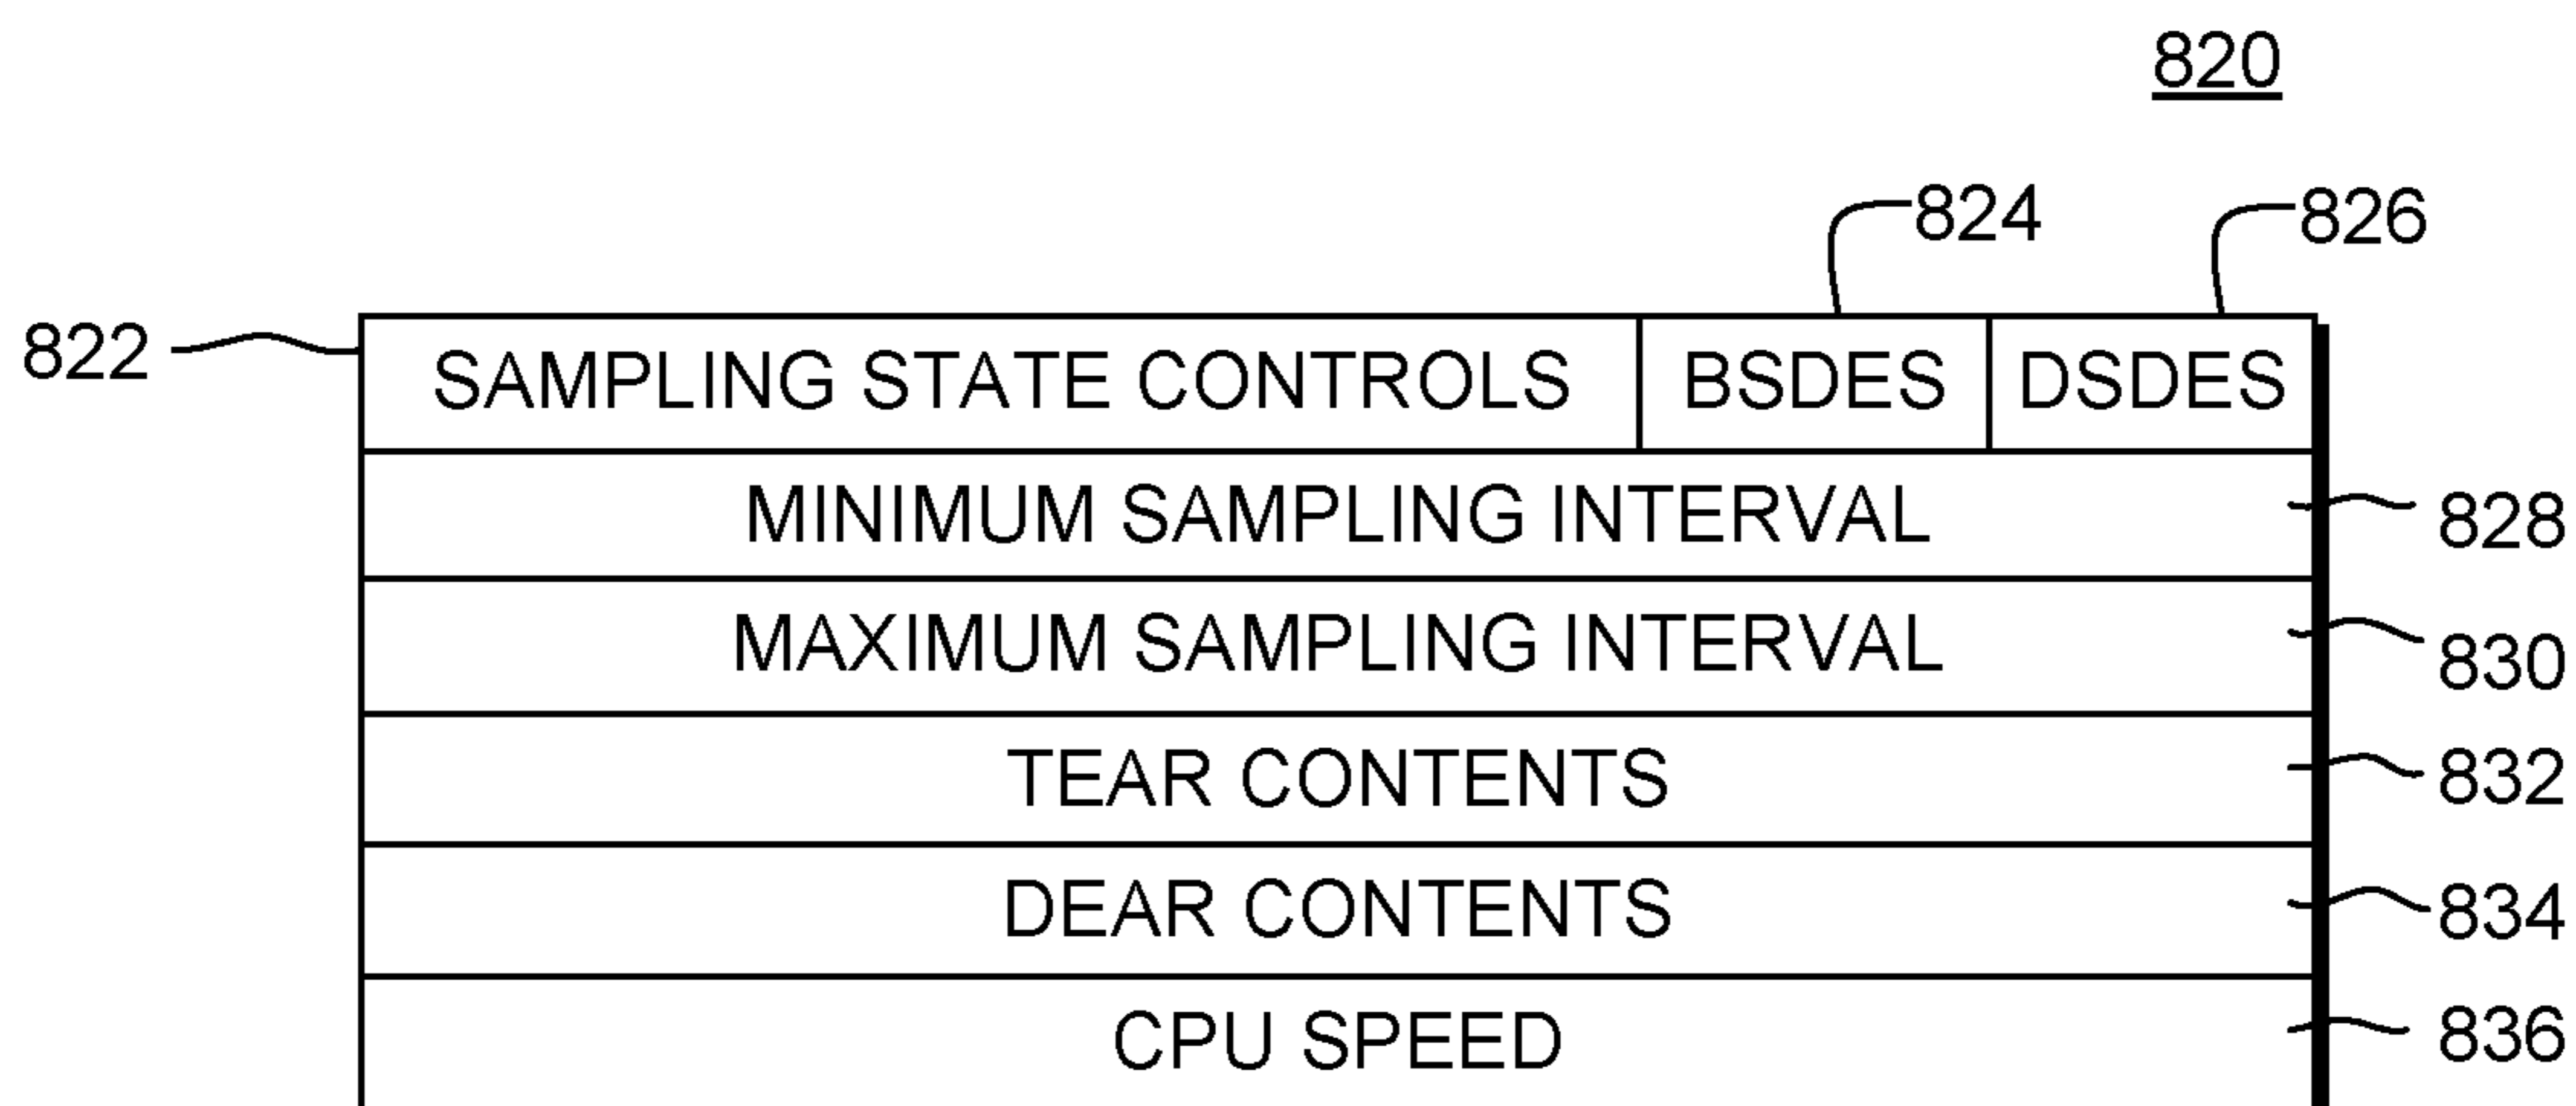 820
824 826
822 SAMPLING STATE CONTROLS BSDES DSDES
MINIMUM SAMPLING INTERVAL 828
MAXIMUM SAMPLING INTERVAL 830
TEAR CONTENTS 832
DEAR CONTENTS 834
CPU SPEED 836